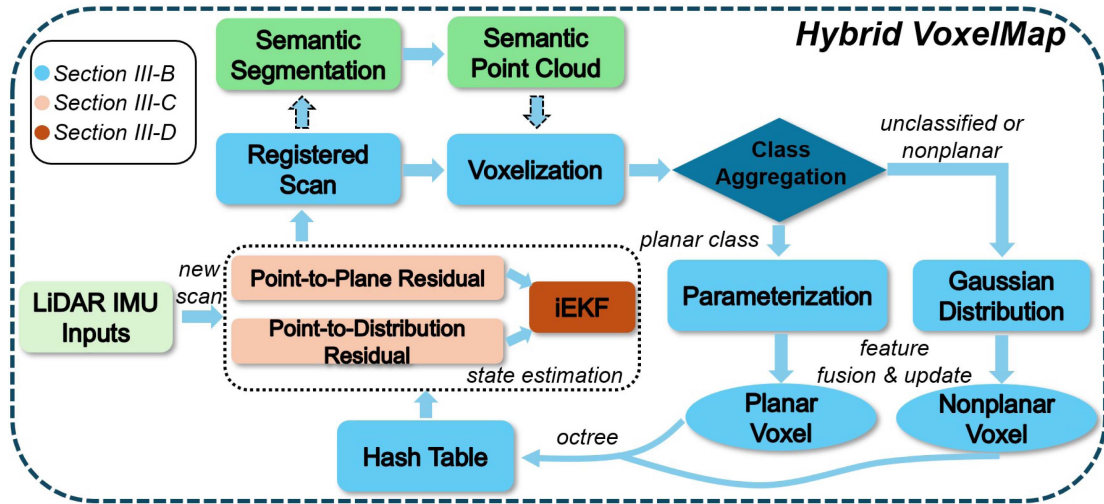 Hybrid VoxelMap
Section III-B
Section III-C
Section III-D
Semantic
Segmentation
Semantic
Point Cloud
Registered
Scan
Voxelization
Class
Aggregation
unclassified or
nonplanar
planar class
LiDAR IMU
Inputs
new
scan
Point-to-Plane Residual
Point-to-Distribution
Residual
iEKF
state estimation
Parameterization
Gaussian
Distribution
feature
fusion & update
Planar
Voxel
Nonplanar
Voxel
octree
Hash Table